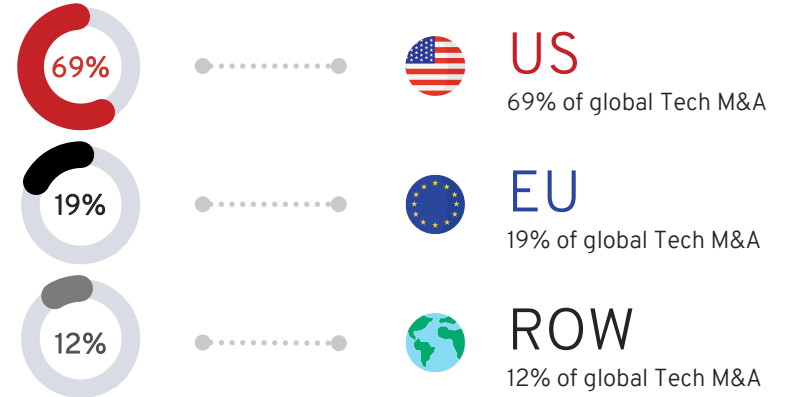 69%
US
69% of global Tech M&A
19%
EU
19% of global Tech M&A
12%
ROW
12% of global Tech M&A